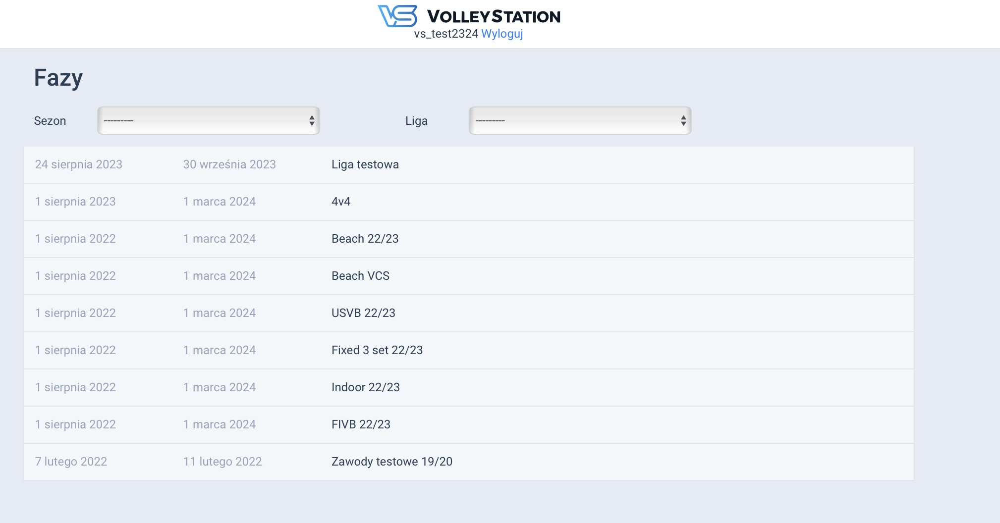 VS VOLLEYSTATION
vs_test2324 Wyloguj
Fazy
Sezon --------- Liga ---------
24 sierpnia 2023 30 września 2023 Liga testowa
1 sierpnia 2023 1 marca 2024 4v4
1 sierpnia 2022 1 marca 2024 Beach 22/23
1 sierpnia 2022 1 marca 2024 Beach VCS
1 sierpnia 2022 1 marca 2024 USVB 22/23
1 sierpnia 2022 1 marca 2024 Fixed 3 set 22/23
1 sierpnia 2022 1 marca 2024 Indoor 22/23
1 sierpnia 2022 1 marca 2024 FIVB 22/23
7 lutego 2022 11 lutego 2022 Zawody testowe 19/20